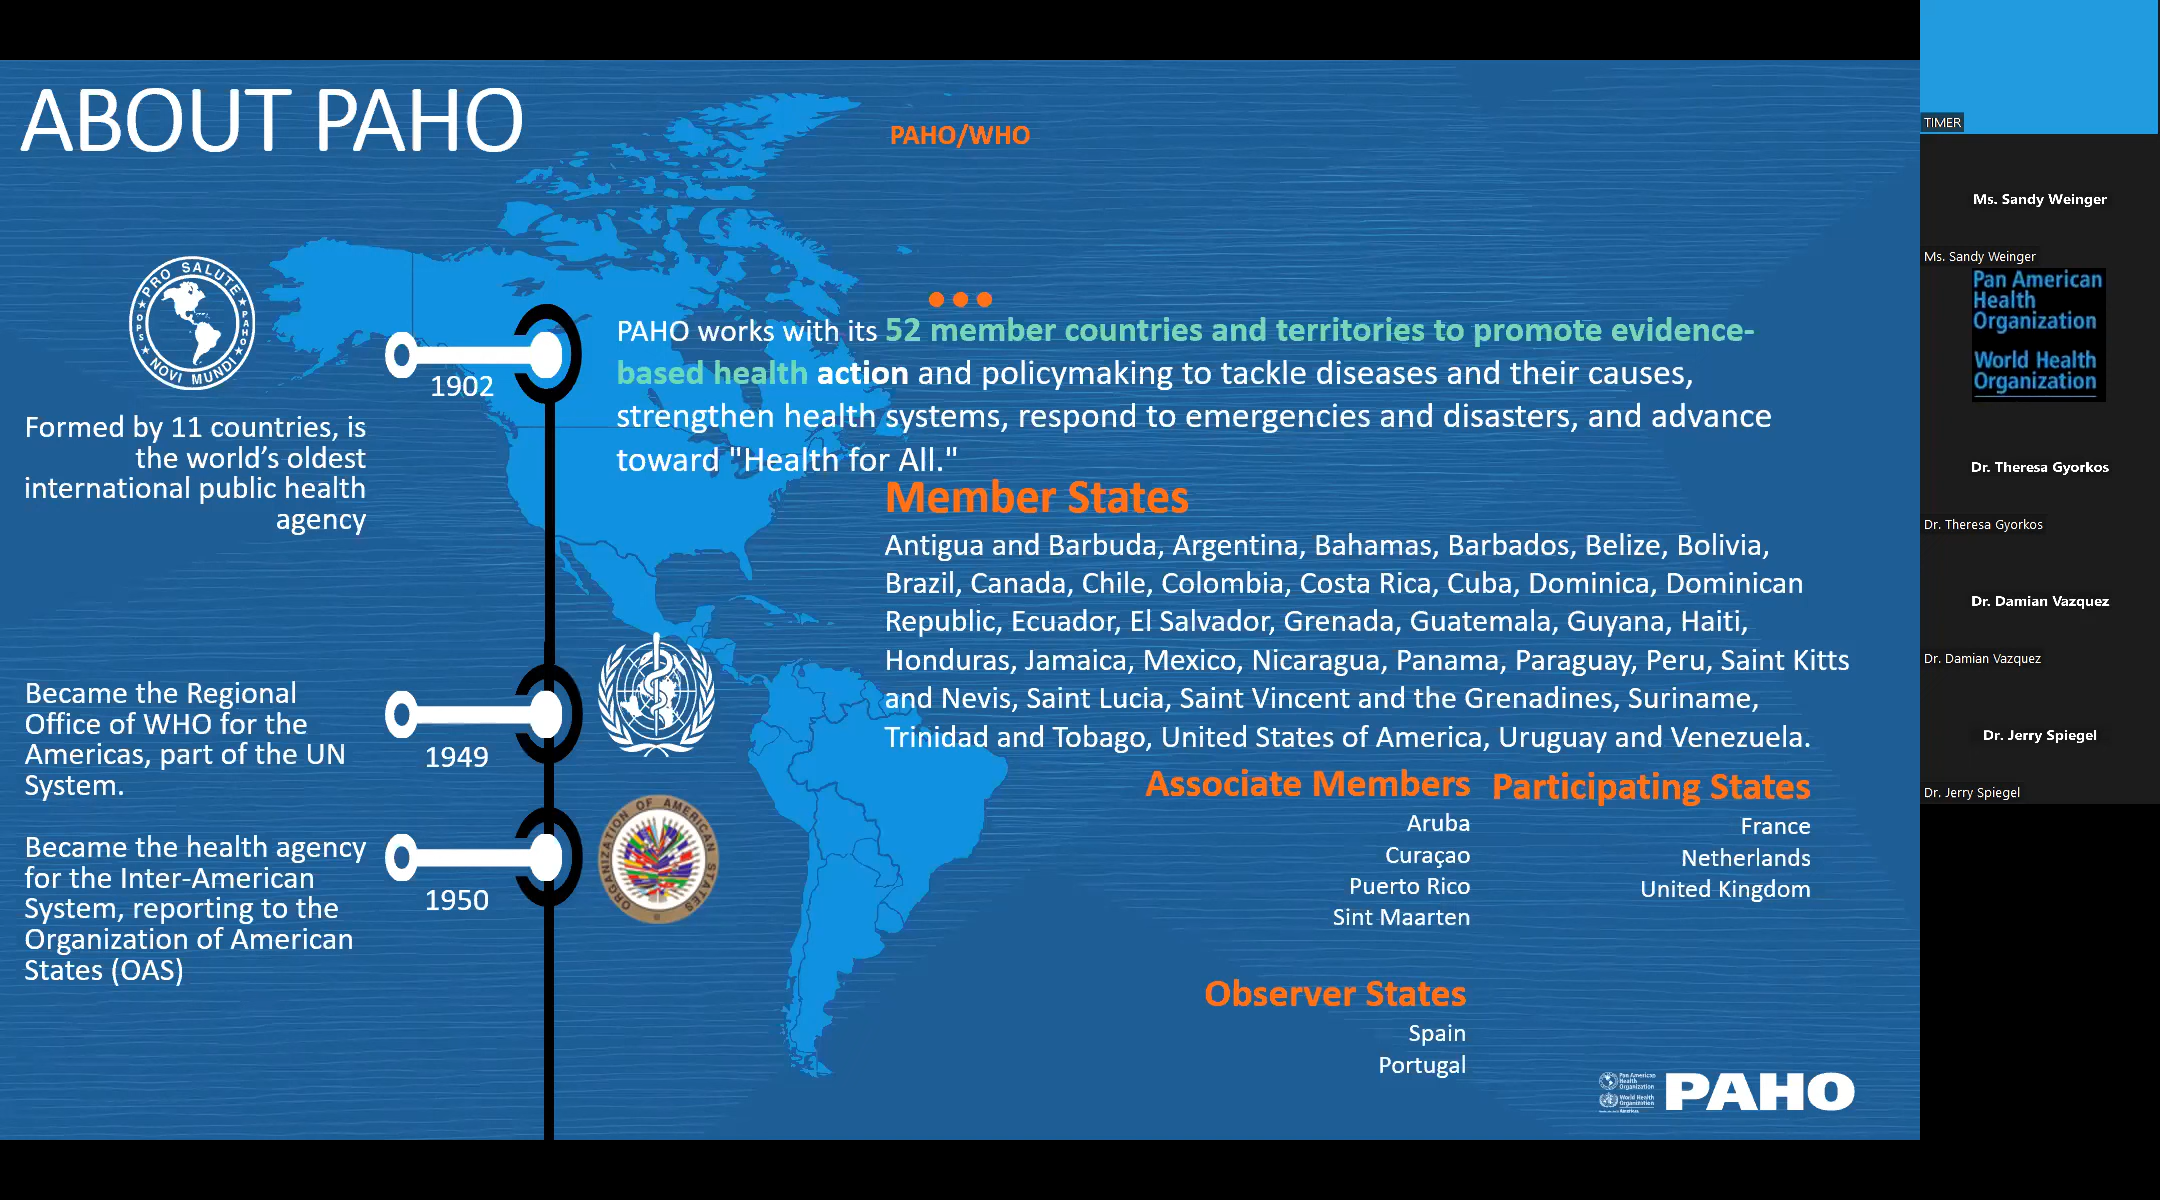 ABOUT PAHO
PAHO/WHO
PRO SALUTE
NOVI MUNDI
OPS
PAHO
1902
Formed by 11 countries, is
the world’s oldest
international public health
agency
PAHO works with its 52 member countries and territories to promote evidence-
based health action and policymaking to tackle diseases and their causes,
strengthen health systems, respond to emergencies and disasters, and advance
toward "Health for All."
Member States
Antigua and Barbuda, Argentina, Bahamas, Barbados, Belize, Bolivia,
Brazil, Canada, Chile, Colombia, Costa Rica, Cuba, Dominica, Dominican
Republic, Ecuador, El Salvador, Grenada, Guatemala, Guyana, Haiti,
Honduras, Jamaica, Mexico, Nicaragua, Panama, Paraguay, Peru, Saint Kitts
and Nevis, Saint Lucia, Saint Vincent and the Grenadines, Suriname,
Trinidad and Tobago, United States of America, Uruguay and Venezuela.
Became the Regional
Office of WHO for the
Americas, part of the UN
System.
1949
Became the health agency
for the Inter-American
System, reporting to the
Organization of American
States (OAS)
1950
ORGANIZATION OF AMERICAN STATES
Associate Members
Aruba
Curaçao
Puerto Rico
Sint Maarten
Participating States
France
Netherlands
United Kingdom
Observer States
Spain
Portugal
Pan American
Health
Organization
World Health
Organization
Americas
PAHO
TIMER
Ms. Sandy Weinger
Ms. Sandy Weinger
Pan American
Health
Organization
World Health
Organization
Dr. Theresa Gyorkos
Dr. Theresa Gyorkos
Dr. Damian Vazquez
Dr. Damian Vazquez
Dr. Jerry Spiegel
Dr. Jerry Spiegel